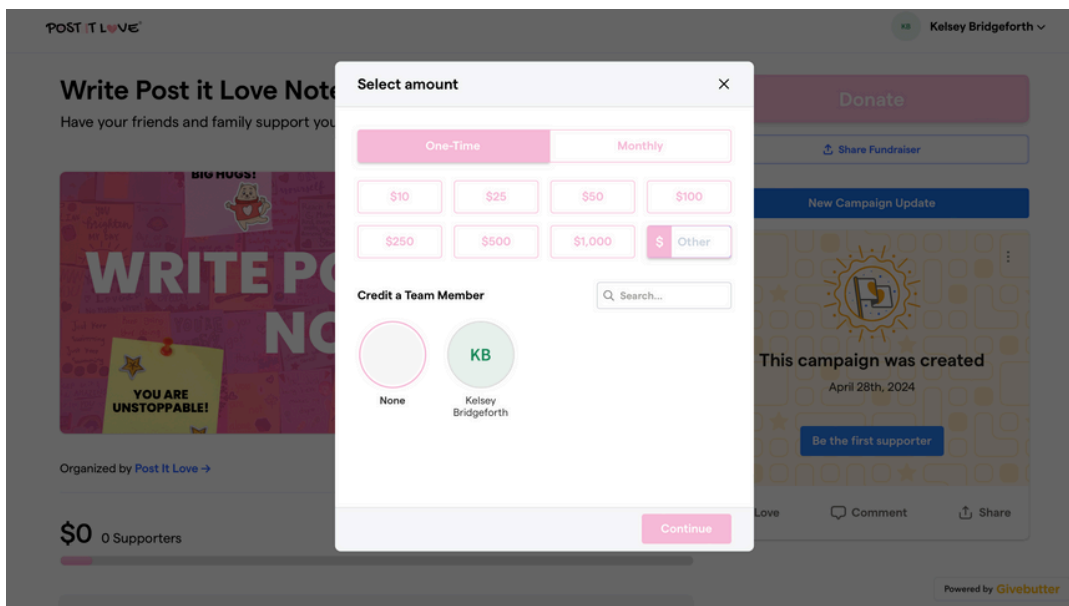 POST IT LOVE
KB
Kelsey Bridgeforth
Write Post it Love Note
Have your friends and family support you
BIG HUGS!
WRITE PO
NO
YOU ARE
UNSTOPPABLE!
Organized by Post It Love →
$0 0 Supporters
Select amount
One-Time
Monthly
$10
$25
$50
$100
$250
$500
$1,000
$ Other
Credit a Team Member
Search...
KB
None
Kelsey
Bridgeforth
Continue
Donate
Share Fundraiser
New Campaign Update
This campaign was created
April 28th, 2024
Be the first supporter
Love
Comment
Share
Powered by Givebutter